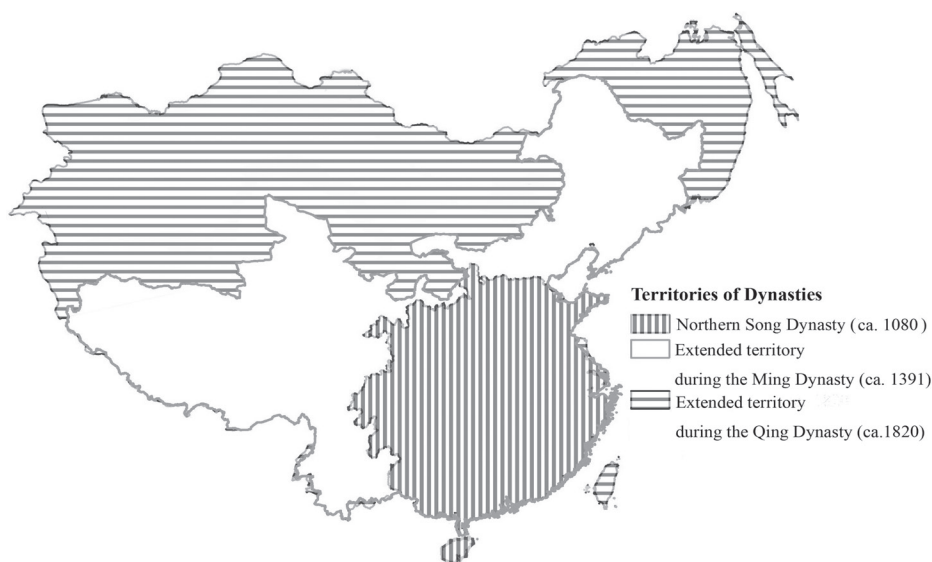 Territories of Dynasties
Northern Song Dynasty (ca. 1080)
Extended territory
during the Ming Dynasty (ca. 1391)
Extended territory
during the Qing Dynasty (ca.1820)